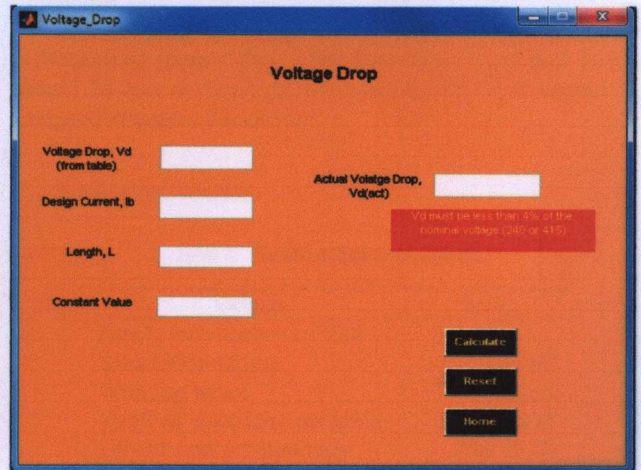 Voltage_Drop
Voltage Drop
Voltage Drop, Vd
(from table)
Actual Volatge Drop,
Vd(act)
Design Current, Ib
Vd must be less than 4% of the
nominal voltage (240 or 415)
Length, L
Constant Value
Calculate
Reset
Home